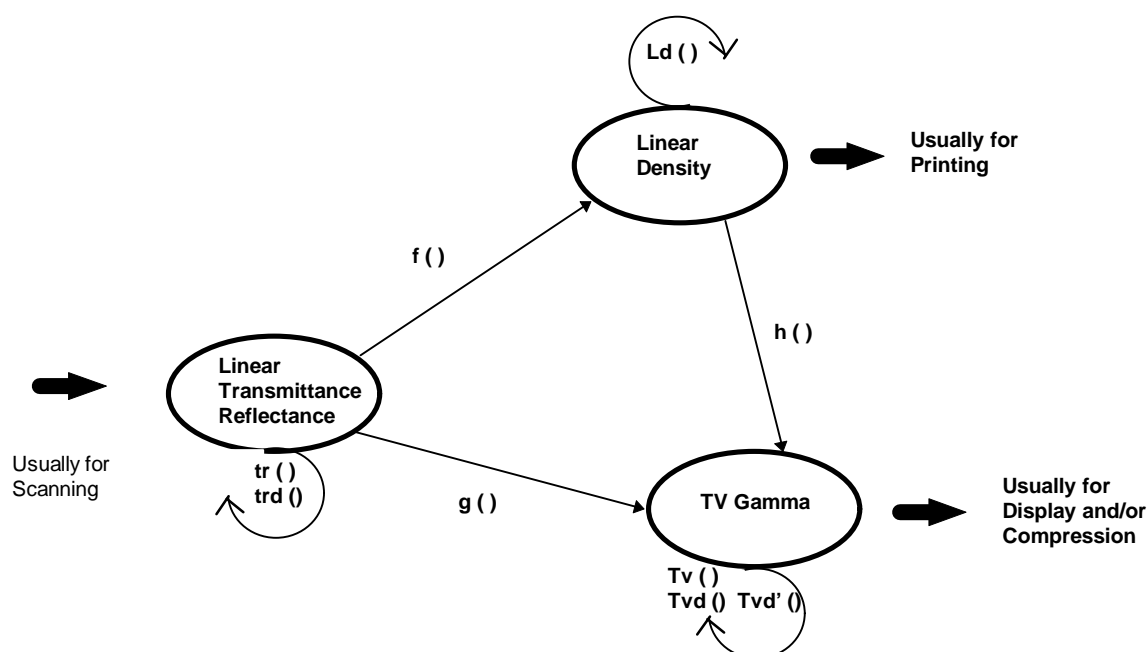 Ld ( )
Linear
Density
Usually for
Printing
f ( )
h ( )
Linear
Transmittance
Reflectance
Usually for
Scanning
tr ( )
trd ()
g ( )
TV Gamma
Usually for
Display and/or
Compression
Tv ( )
Tvd () Tvd’ ()